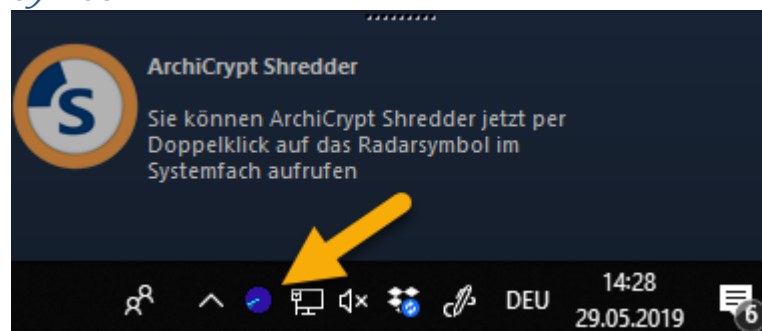 ArchiCrypt Shredder
S
Sie können ArchiCrypt Shredder jetzt per
Doppelklick auf das Radarsymbol im
Systemfach aufrufen
DEU
14:28
29.05.2019
6